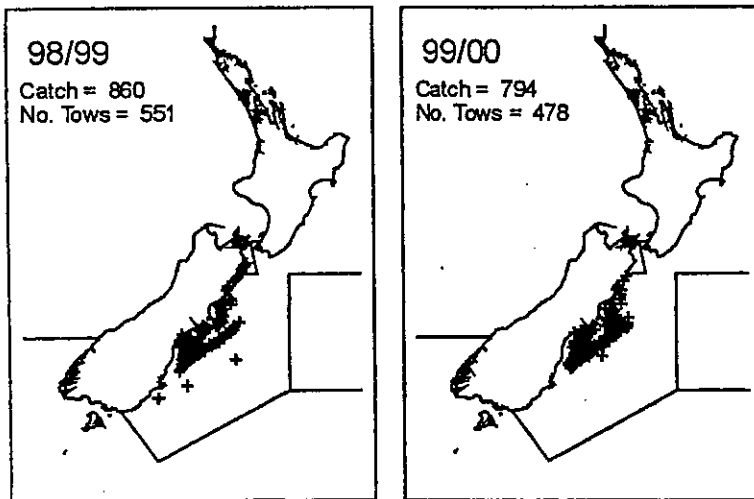 98/99
Catch = 860
No. Tows = 551
99/00
Catch = 794
No. Tows = 478